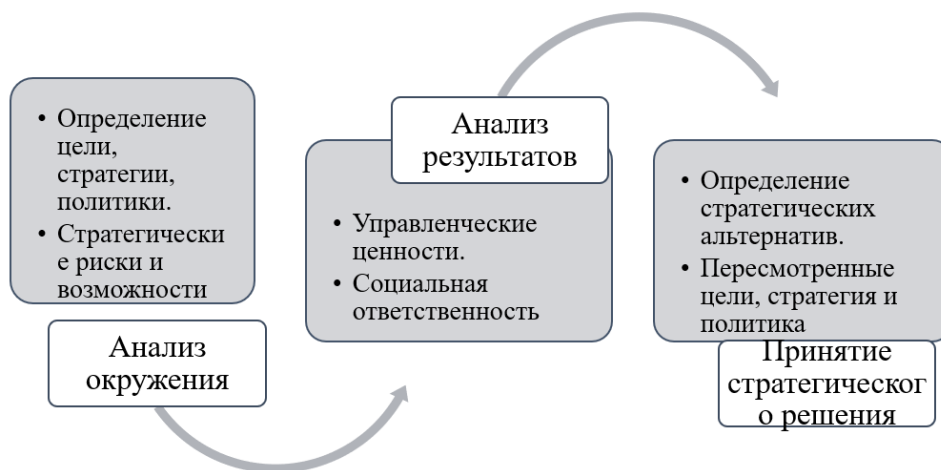 • Определение
цели,
стратегии,
политики.
• Стратегически
е риски и
возможности
Анализ
окружения
Анализ
результатов
• Управленческие
ценности.
• Социальная
ответственность
• Определение
стратегических
альтернатив.
• Пересмотренные
цели, стратегия и
политика
Принятие
стратегическог
о решения